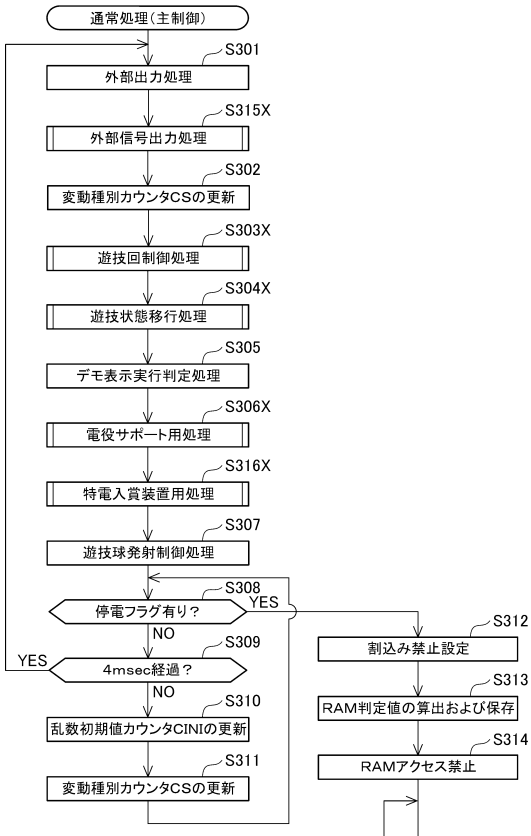 通常処理(主制御)
S301
外部出力処理
S315X
外部信号出力処理
S302
変動種別カウンタCSの更新
S303X
遊技回制御処理
S304X
遊技状態移行処理
S305
デモ表示実行判定処理
S306X
電役サポート用処理
S316X
特電入賞装置用処理
S307
遊技球発射制御処理
S308
停電フラグ有り?
YES
NO
S309
4msec経過?
YES
NO
S310
乱数初期値カウンタCINIの更新
S311
変動種別カウンタCSの更新
S312
割込み禁止設定
S313
RAM判定値の算出および保存
S314
RAMアクセス禁止